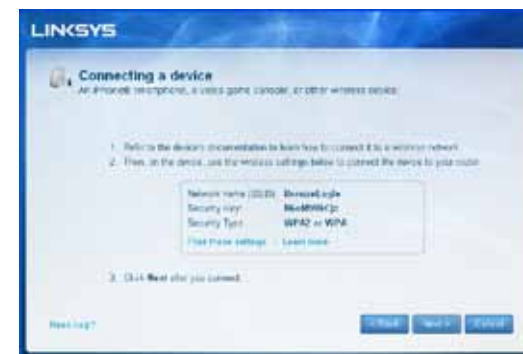 LINKSYS
Connecting a device
An iPhone® smartphone, a video game console, or other wireless device
1. Refer to the device's documentation to learn how to connect it to a wireless network.
2. Then, on the device, use the wireless settings below to connect the device to your router.
Network name (SSID):
Security Key:
Security Type: WPA2 or WPA
Print these settings Learn more
3. Click Next after you connect.
Need help?
< Back Next > Cancel